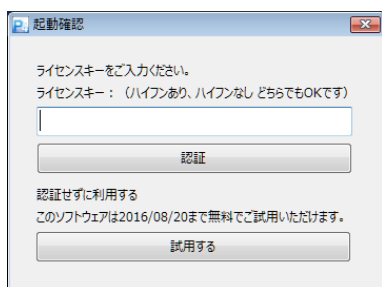 起動確認
ライセンスキーをご入力ください。
ライセンスキー： （ハイフンあり、ハイフンなし どちらでもOKです）
認証
認証せずに利用する
このソフトウェアは2016/08/20まで無料でご試用いただけます。
試用する